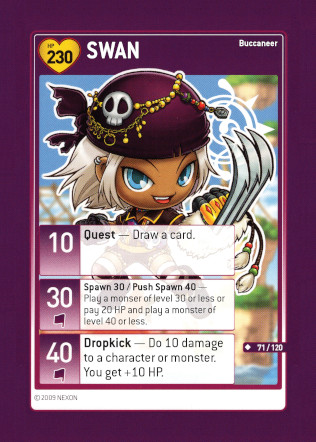 HP
230
SWAN
Buccaneer
10
Quest — Draw a card.
30
Spawn 30 / Push Spawn 40 —
Play a monser of level 30 or less or
pay 20 HP and play a monster of
level 40 or less.
40
Dropkick — Do 10 damage
to a character or monster.
You get +10 HP.
71 / 120
© 2009 NEXON